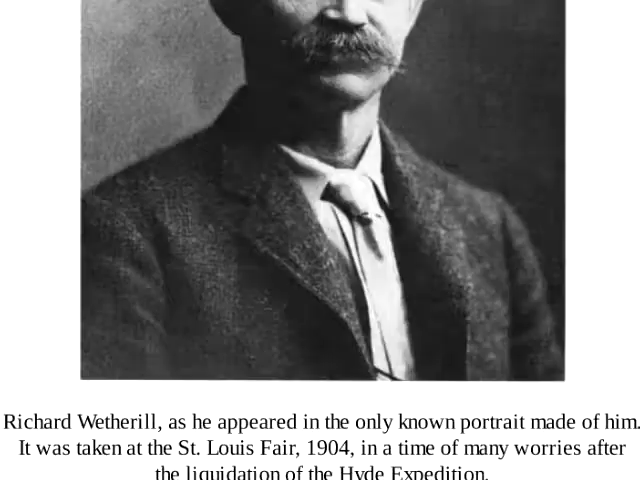 Richard Wetherill, as he appeared in the only known portrait made of him.
It was taken at the St. Louis Fair, 1904, in a time of many worries after
the liquidation of the Hyde Expedition.